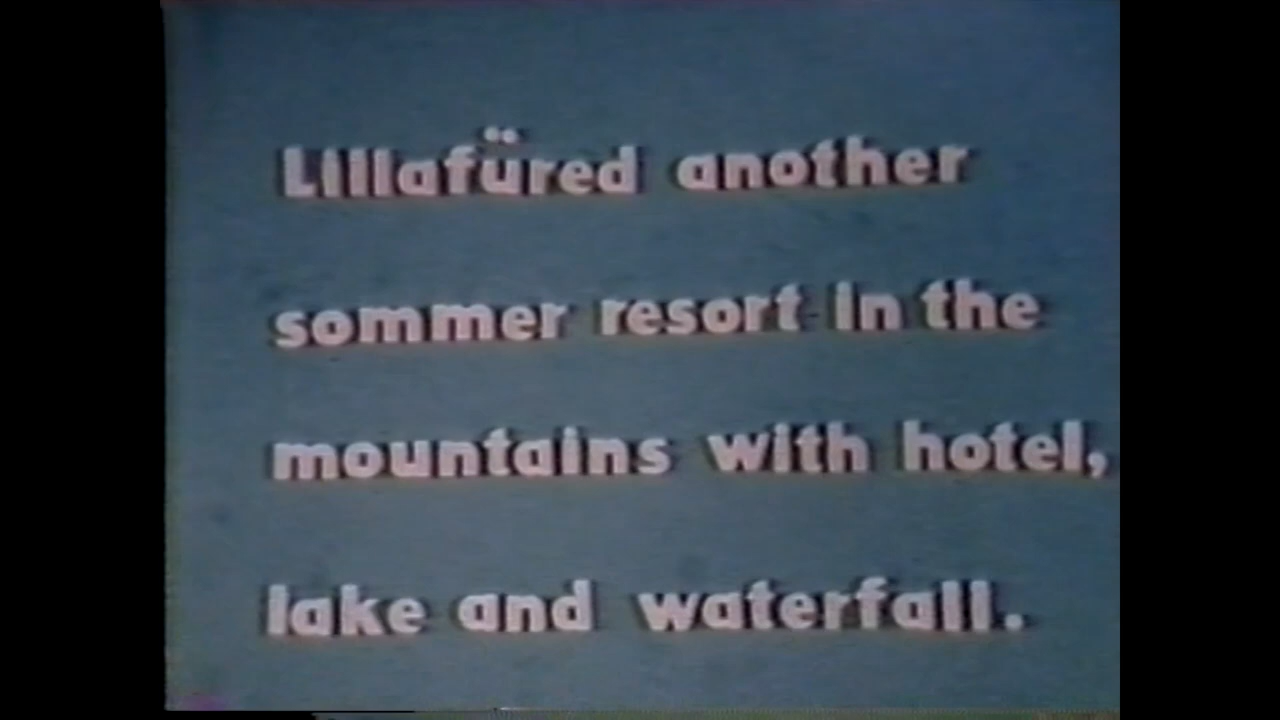 Lillafüred another
sommer resort in the
mountains with hotel,
lake and waterfall.